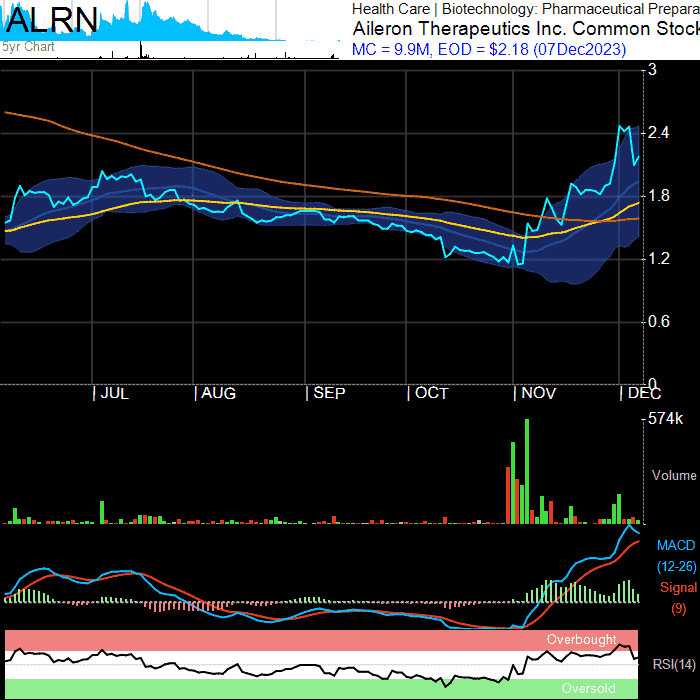 ALRN
5yr Chart
Health Care | Biotechnology: Pharmaceutical Prepara
Aileron Therapeutics Inc. Common Stock
MC = 9.9M, EOD = $2.18 (07Dec2023)
3
2.4
1.8
1.2
0.6
0
JUL
AUG
SEP
OCT
NOV
DEC
574k
Volume
MACD
(12-26)
Signal
(9)
Overbought
RSI(14)
Oversold